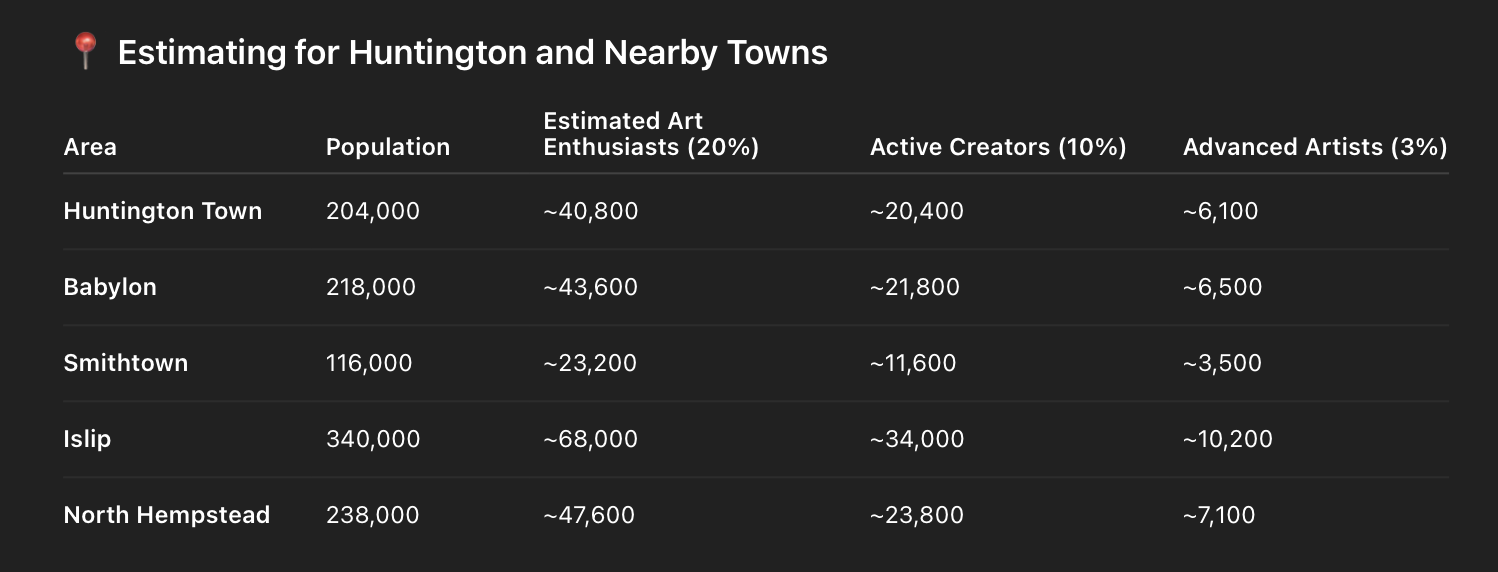 📍 Estimating for Huntington and Nearby Towns
Estimated Art
Area Population Enthusiasts (20%) Active Creators (10%) Advanced Artists (3%)
Huntington Town 204,000 ~40,800 ~20,400 ~6,100
Babylon 218,000 ~43,600 ~21,800 ~6,500
Smithtown 116,000 ~23,200 ~11,600 ~3,500
Islip 340,000 ~68,000 ~34,000 ~10,200
North Hempstead 238,000 ~47,600 ~23,800 ~7,100